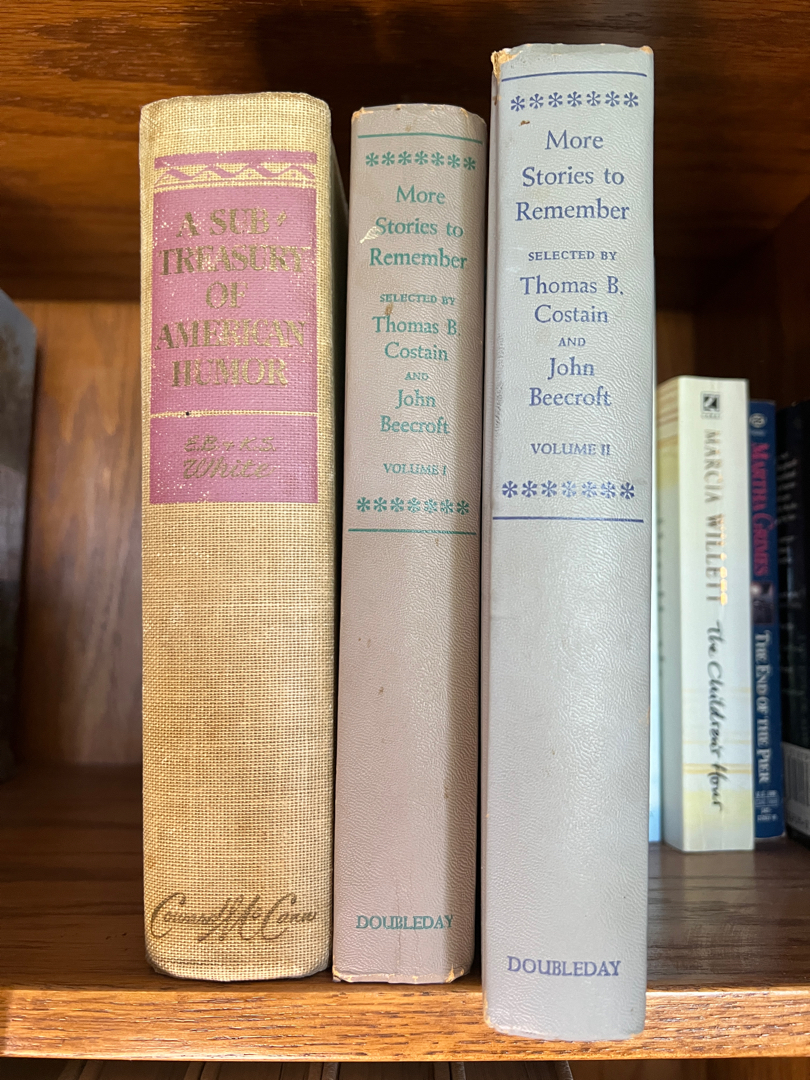 A SUB-
TREASURY
OF
AMERICAN
HUMOR
E.B & K.S.
White
Coward McCann
*******
More
Stories to
Remember
SELECTED BY
Thomas B.
Costain
AND
John
Beecroft
VOLUME I
*******
DOUBLEDAY
*******
More
Stories to
Remember
SELECTED BY
Thomas B.
Costain
AND
John
Beecroft
VOLUME II
*******
DOUBLEDAY
MARCIA WILLETT The Children's Hour
MARTHA GRIMES THE END OF THE PIER